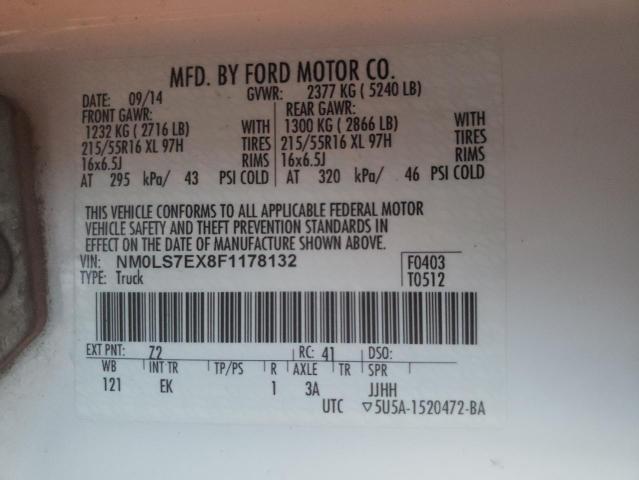 MFD. BY FORD MOTOR CO.
DATE: 09/14 GVWR: 2377 KG ( 5240 LB)
FRONT GAWR: REAR GAWR:
1232 KG ( 2716 LB) WITH 1300 KG ( 2866 LB) WITH
215/55R16 XL 97H TIRES 215/55R16 XL 97H TIRES
16x6.5J RIMS 16x6.5J RIMS
AT 295 kPa/ 43 PSI COLD AT 320 kPa/ 46 PSI COLD
THIS VEHICLE CONFORMS TO ALL APPLICABLE FEDERAL MOTOR
VEHICLE SAFETY AND THEFT PREVENTION STANDARDS IN
EFFECT ON THE DATE OF MANUFACTURE SHOWN ABOVE.
VIN: NM0LS7EX8F1178132 F0403
TYPE: Truck T0512
EXT PNT: Z2 RC: 41 DSO:
WB INT TR TP/PS R AXLE TR SPR
121 EK 1 3A JJHH
UTC ▽5U5A-1520472-BA